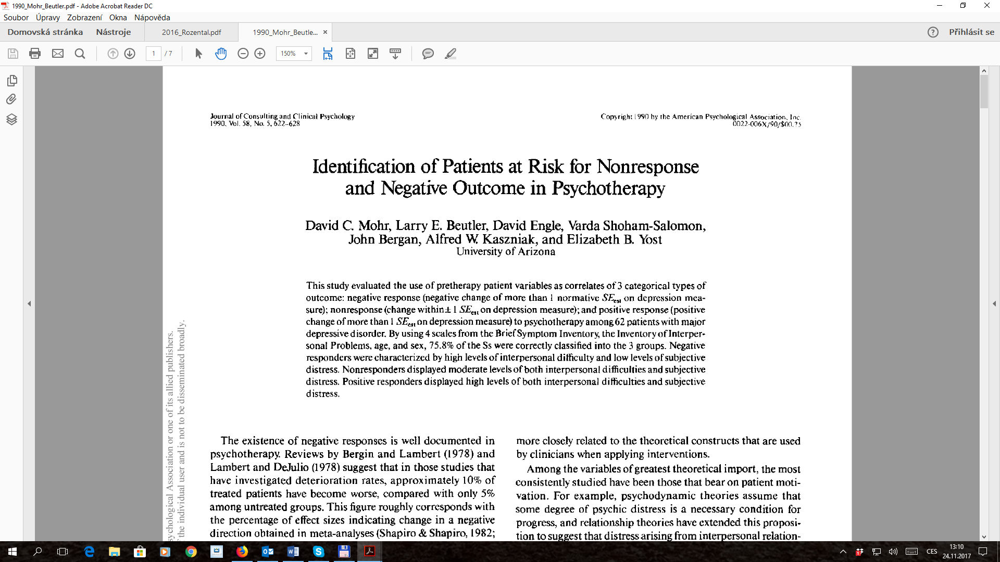 1990_Mohr_Beutler.pdf - Adobe Acrobat Reader DC
Soubor Úpravy Zobrazení Okna Nápověda
Domovská stránka Nástroje 2016_Rozental.pdf 1990_Mohr_Beutle... × Přihlásit se
1 / 7 150%
Journal of Consulting and Clinical Psychology
1990, Vol. 58, No. 5, 622–628
Copyright 1990 by the American Psychological Association, Inc.
0022-006X/90/$00.75
Identification of Patients at Risk for Nonresponse
and Negative Outcome in Psychotherapy
David C. Mohr, Larry E. Beutler, David Engle, Varda Shoham-Salomon,
John Bergan, Alfred W. Kaszniak, and Elizabeth B. Yost
University of Arizona
This study evaluated the use of pretherapy patient variables as correlates of 3 categorical types of
outcome: negative response (negative change of more than 1 normative SEest on depression mea-
sure); nonresponse (change within ± 1 SEest on depression measure); and positive response (positive
change of more than 1 SEest on depression measure) to psychotherapy among 62 patients with major
depressive disorder. By using 4 scales from the Brief Symptom Inventory, the Inventory of Interper-
sonal Problems, age, and sex, 75.8% of the Ss were correctly classified into the 3 groups. Negative
responders were characterized by high levels of interpersonal difficulty and low levels of subjective
distress. Nonresponders displayed moderate levels of both interpersonal difficulties and subjective
distress. Positive responders displayed high levels of both interpersonal difficulties and subjective
distress.
The existence of negative responses is well documented in
psychotherapy. Reviews by Bergin and Lambert (1978) and
Lambert and DeJulio (1978) suggest that in those studies that
have investigated deterioration rates, approximately 10% of
treated patients have become worse, compared with only 5%
among untreated groups. This figure roughly corresponds with
the percentage of effect sizes indicating change in a negative
direction obtained in meta-analyses (Shapiro & Shapiro, 1982;
more closely related to the theoretical constructs that are used
by clinicians when applying interventions.
Among the variables of greatest theoretical import, the most
consistently studied have been those that bear on patient moti-
vation. For example, psychodynamic theories assume that
some degree of psychic distress is a necessary condition for
progress, and relationship theories have extended this proposi-
tion to suggest that distress arising from interpersonal relation-
ychological Association or one of its allied publishers.
the individual user and is not to be disseminated broadly.
CES 13:10
24.11.2017